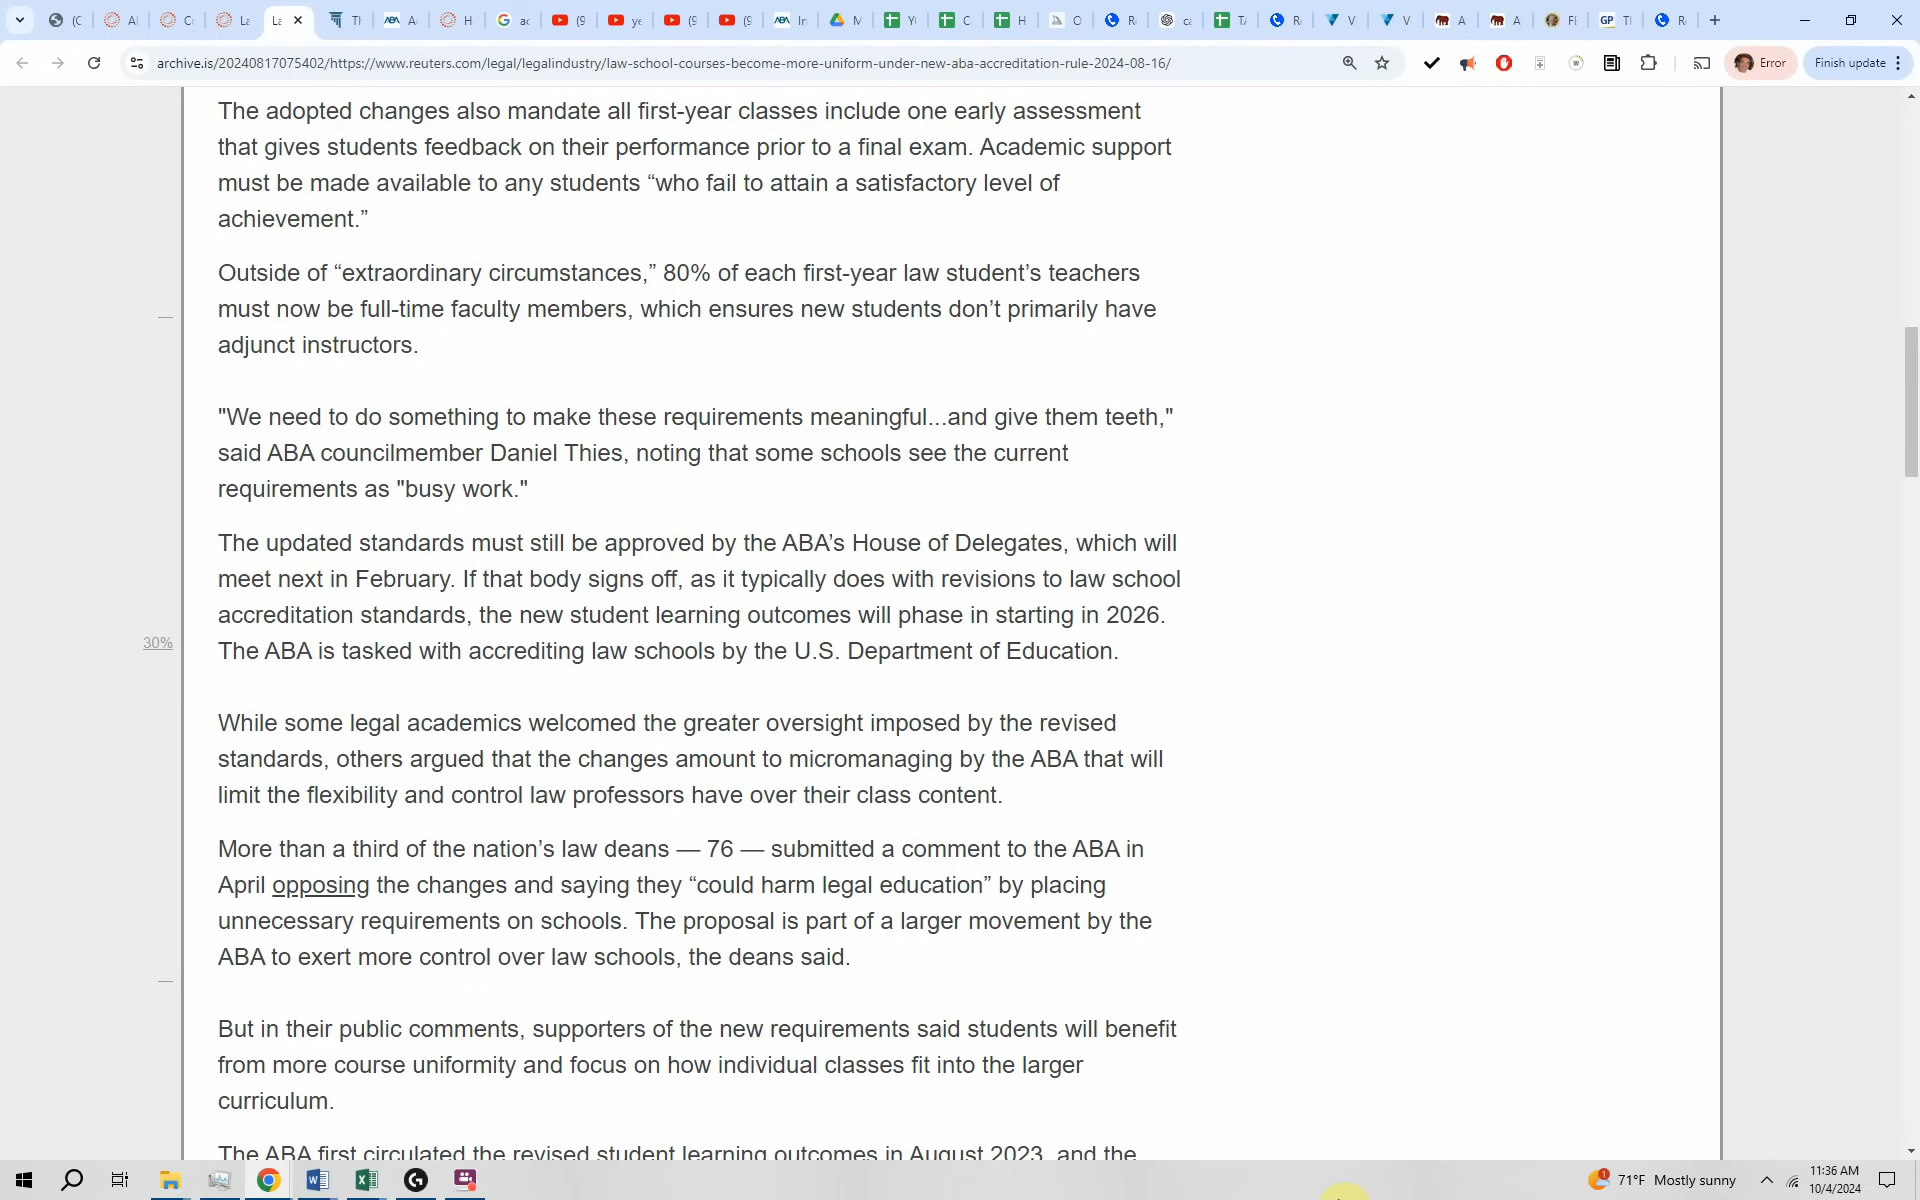 archive.is/20240817075402/https://www.reuters.com/legal/legalindustry/law-school-courses-become-more-uniform-under-new-aba-accreditation-rule-2024-08-16/
Error
Finish update
The adopted changes also mandate all first-year classes include one early assessment
that gives students feedback on their performance prior to a final exam. Academic support
must be made available to any students “who fail to attain a satisfactory level of
achievement.”
Outside of “extraordinary circumstances,” 80% of each first-year law student’s teachers
must now be full-time faculty members, which ensures new students don’t primarily have
adjunct instructors.
"We need to do something to make these requirements meaningful...and give them teeth,"
said ABA councilmember Daniel Thies, noting that some schools see the current
requirements as "busy work."
The updated standards must still be approved by the ABA’s House of Delegates, which will
meet next in February. If that body signs off, as it typically does with revisions to law school
accreditation standards, the new student learning outcomes will phase in starting in 2026.
30%
The ABA is tasked with accrediting law schools by the U.S. Department of Education.
While some legal academics welcomed the greater oversight imposed by the revised
standards, others argued that the changes amount to micromanaging by the ABA that will
limit the flexibility and control law professors have over their class content.
More than a third of the nation’s law deans — 76 — submitted a comment to the ABA in
April opposing the changes and saying they “could harm legal education” by placing
unnecessary requirements on schools. The proposal is part of a larger movement by the
ABA to exert more control over law schools, the deans said.
But in their public comments, supporters of the new requirements said students will benefit
from more course uniformity and focus on how individual classes fit into the larger
curriculum.
The ABA first circulated the revised student learning outcomes in August 2023, and the
71°F Mostly sunny
11:36 AM
10/4/2024